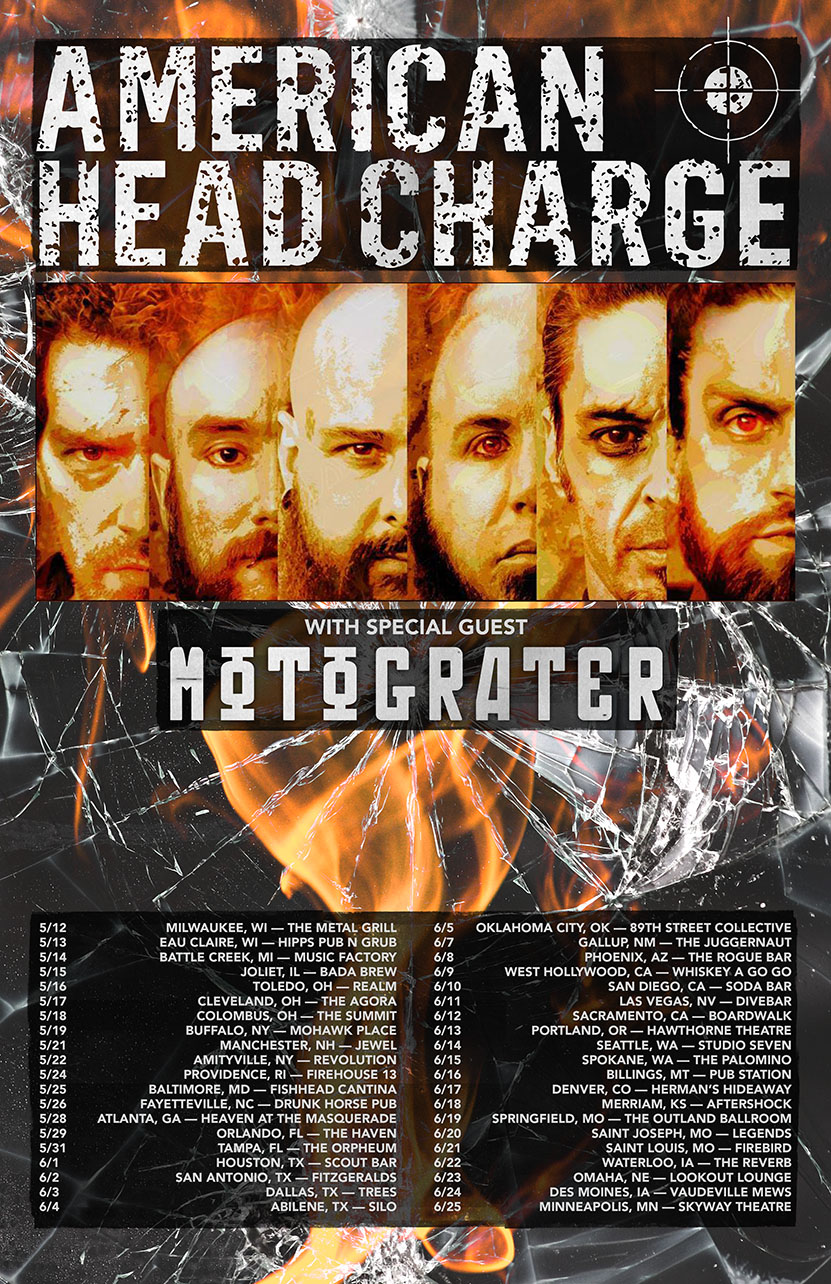 AMERICAN
HEAD CHARGE
WITH SPECIAL GUEST
MOTOGRATER
5/12 MILWAUKEE, WI — THE METAL GRILL
5/13 EAU CLAIRE, WI — HIPPS PUB N GRUB
5/14 BATTLE CREEK, MI — MUSIC FACTORY
5/15 JOLIET, IL — BADA BREW
5/16 TOLEDO, OH — REALM
5/17 CLEVELAND, OH — THE AGORA
5/18 COLOMBUS, OH — THE SUMMIT
5/19 BUFFALO, NY — MOHAWK PLACE
5/21 MANCHESTER, NH — JEWEL
5/22 AMITYVILLE, NY — REVOLUTION
5/24 PROVIDENCE, RI — FIREHOUSE 13
5/25 BALTIMORE, MD — FISHHEAD CANTINA
5/26 FAYETTEVILLE, NC — DRUNK HORSE PUB
5/28 ATLANTA, GA — HEAVEN AT THE MASQUERADE
5/29 ORLANDO, FL — THE HAVEN
5/31 TAMPA, FL — THE ORPHEUM
6/1 HOUSTON, TX — SCOUT BAR
6/2 SAN ANTONIO, TX — FITZGERALDS
6/3 DALLAS, TX — TREES
6/4 ABILENE, TX — SILO
6/5 OKLAHOMA CITY, OK — 89TH STREET COLLECTIVE
6/7 GALLUP, NM — THE JUGGERNAUT
6/8 PHOENIX, AZ — THE ROGUE BAR
6/9 WEST HOLLYWOOD, CA — WHISKEY A GO GO
6/10 SAN DIEGO, CA — SODA BAR
6/11 LAS VEGAS, NV — DIVEBAR
6/12 SACRAMENTO, CA — BOARDWALK
6/13 PORTLAND, OR — HAWTHORNE THEATRE
6/14 SEATTLE, WA — STUDIO SEVEN
6/15 SPOKANE, WA — THE PALOMINO
6/16 BILLINGS, MT — PUB STATION
6/17 DENVER, CO — HERMAN'S HIDEAWAY
6/18 MERRIAM, KS — AFTERSHOCK
6/19 SPRINGFIELD, MO — THE OUTLAND BALLROOM
6/20 SAINT JOSEPH, MO — LEGENDS
6/21 SAINT LOUIS, MO — FIREBIRD
6/22 WATERLOO, IA — THE REVERB
6/23 OMAHA, NE — LOOKOUT LOUNGE
6/24 DES MOINES, IA — VAUDEVILLE MEWS
6/25 MINNEAPOLIS, MN — SKYWAY THEATRE